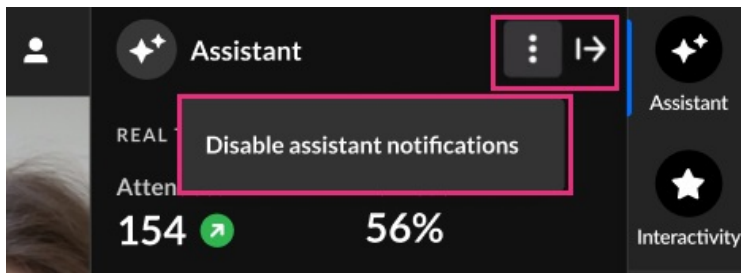 Assistant
Assistant
REAL
Disable assistant notifications
Atten
154
56%
Interactivity